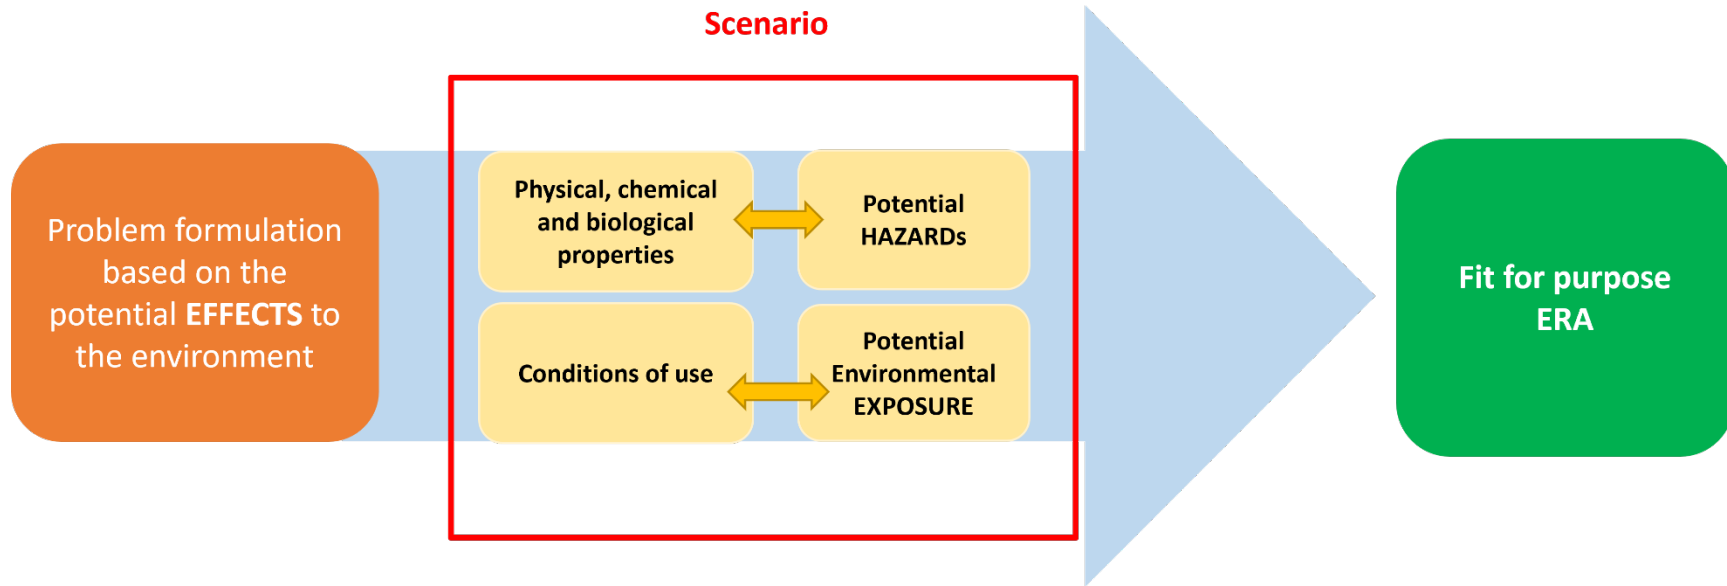 Scenario
Problem formulation
based on the
potential EFFECTS to
the environment
Physical, chemical
and biological
properties
Potential
HAZARDs
Conditions of use
Potential
Environmental
EXPOSURE
Fit for purpose
ERA